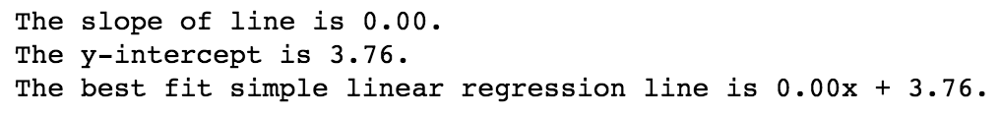 The slope of line is 0.00.
The y-intercept is 3.76.
The best fit simple linear regression line is 0.00x + 3.76.